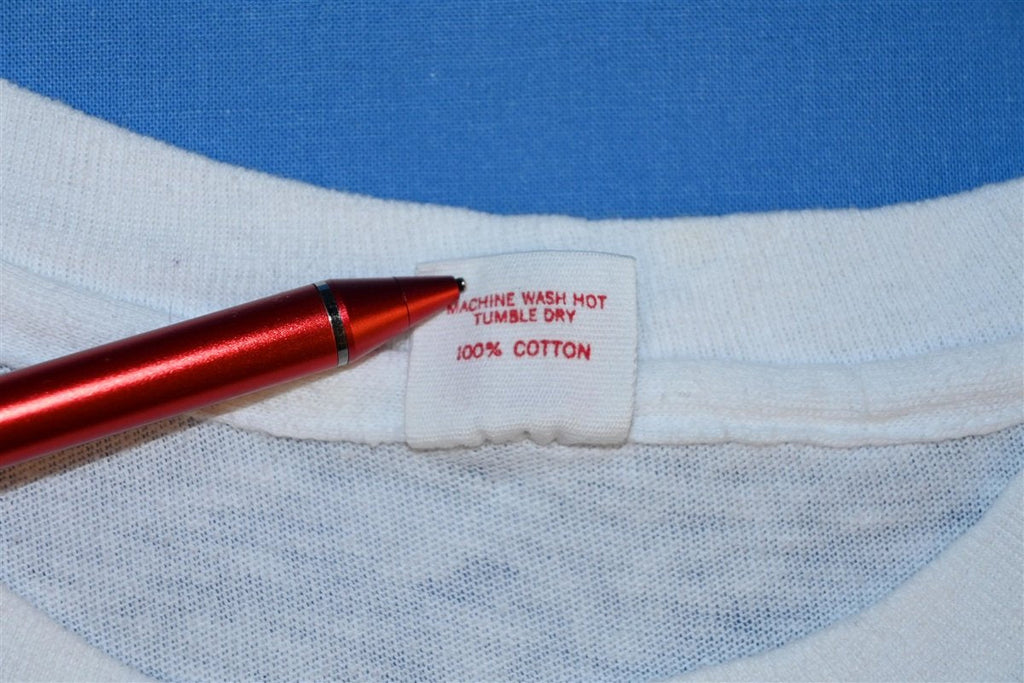 MACHINE WASH HOT
TUMBLE DRY
100% COTTON